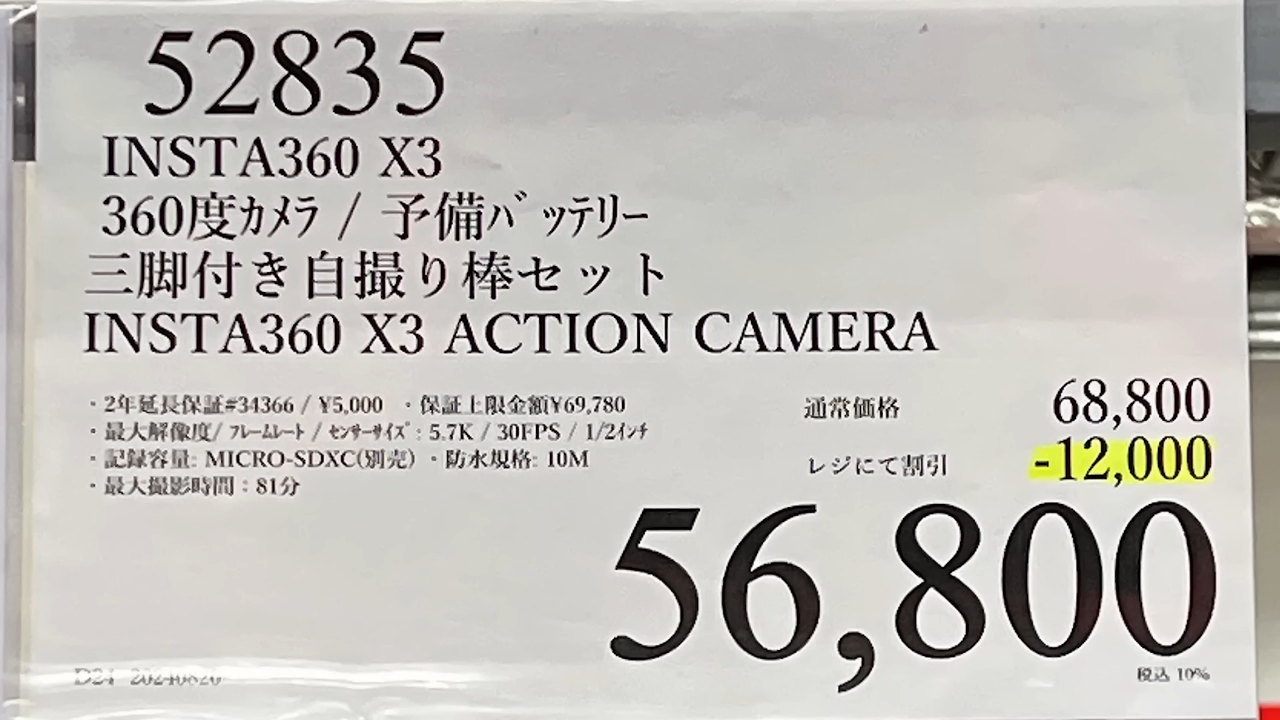 52835
INSTA360 X3
360度ｶﾒﾗ / 予備ﾊﾞｯﾃﾘｰ
三脚付き自撮り棒セット
INSTA360 X3 ACTION CAMERA
・2年延長保証#34366 / ¥5,000 ・保証上限金額¥69,780
・最大解像度/ ﾌﾚｰﾑﾚｰﾄ / ｾﾝｻｰｻｲｽﾞ: 5.7K / 30FPS / 1/2ｲﾝﾁ
・記録容量: MICRO-SDXC(別売) ・防水規格: 10M
・最大撮影時間：81分
通常価格 68,800
レジにて割引 -12,000
56,800
税込 10%
D24 20240820